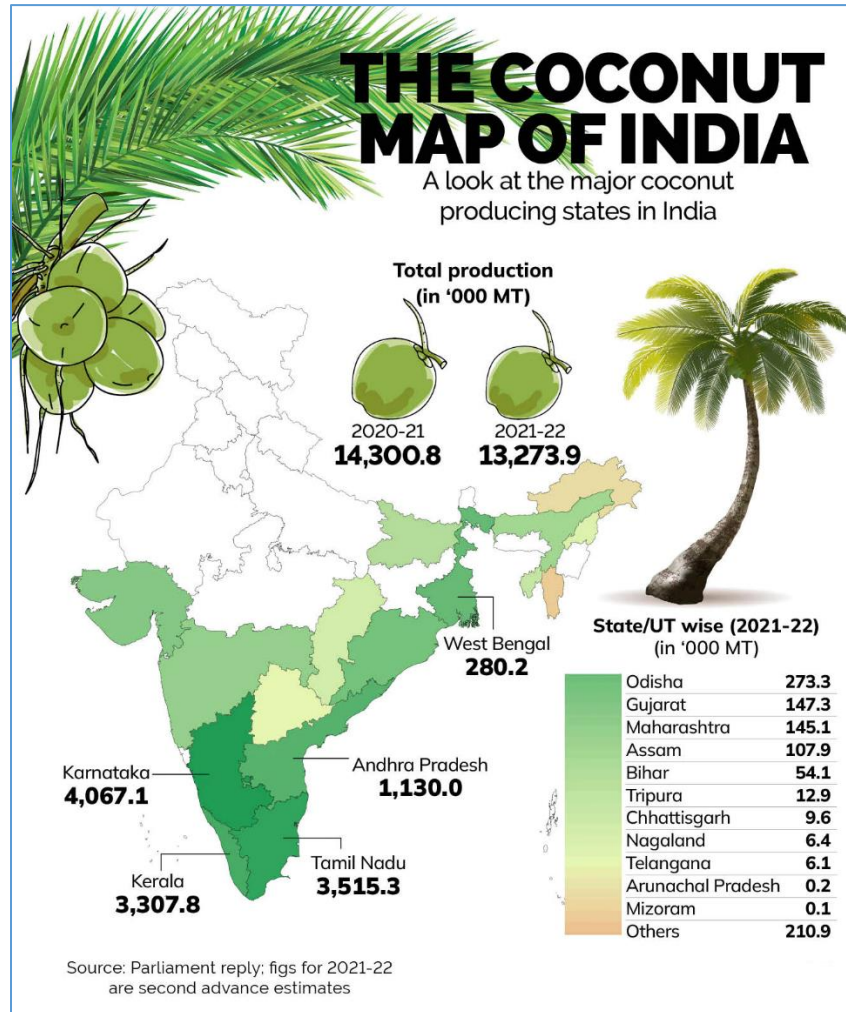 THE COCONUT
MAP OF INDIA
A look at the major coconut
producing states in India
Total production
(in ‘000 MT)
2020-21
14,300.8
2021-22
13,273.9
West Bengal
280.2
Andhra Pradesh
1,130.0
Karnataka
4,067.1
Tamil Nadu
3,515.3
Kerala
3,307.8
State/UT wise (2021-22)
(in ‘000 MT)
Odisha 273.3
Gujarat 147.3
Maharashtra 145.1
Assam 107.9
Bihar 54.1
Tripura 12.9
Chhattisgarh 9.6
Nagaland 6.4
Telangana 6.1
Arunachal Pradesh 0.2
Mizoram 0.1
Others 210.9
Source: Parliament reply; figs for 2021-22
are second advance estimates